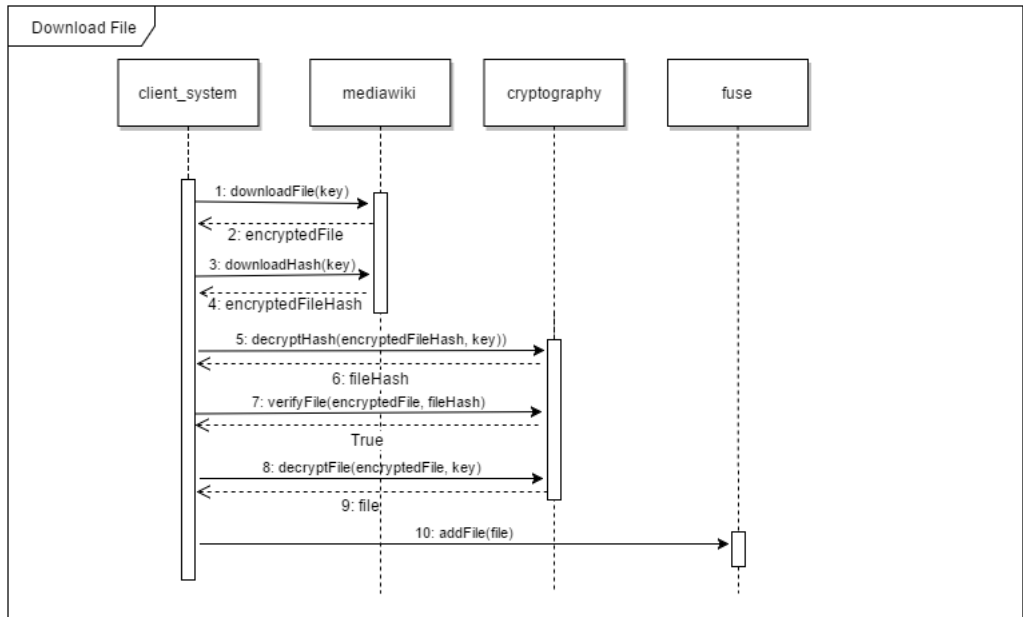 Download File
client_system
mediawiki
cryptography
fuse
1: downloadFile(key)
2: encryptedFile
3: downloadHash(key)
4: encryptedFileHash
5: decryptHash(encryptedFileHash, key))
6: fileHash
7: verifyFile(encryptedFile, fileHash)
True
8: decryptFile(encryptedFile, key)
9: file
10: addFile(file)